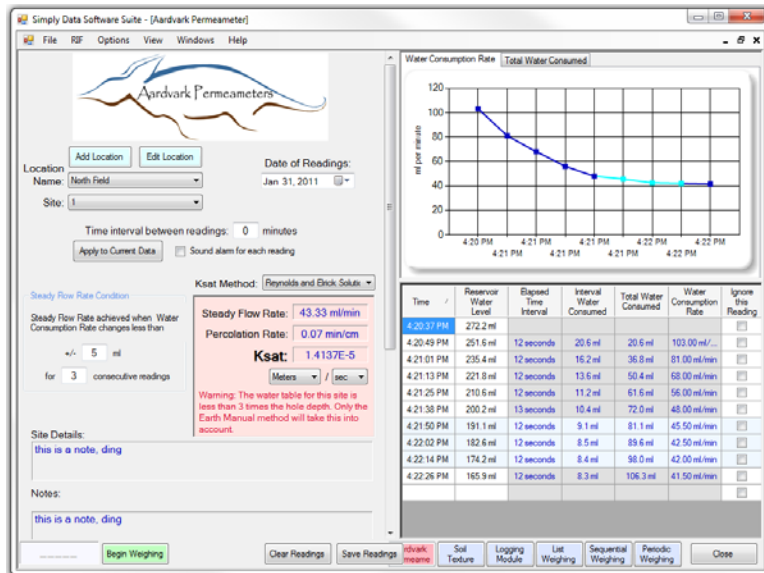 Simply Data Software Suite - [Aardvark Permeameter]
File RIF Options View Windows Help
Aardvark Permeameters
Add Location Edit Location
Location
Name: North Field
Date of Readings:
Jan 31, 2011
Site: 1
Time interval between readings: 0 minutes
Apply to Current Data Sound alarm for each reading
Ksat Method: Reynolds and Elrick Solutic
Steady Flow Rate Condition
Steady Flow Rate achieved when Water
Consumption Rate changes less than
+/- 5 ml
for 3 consecutive readings
Steady Flow Rate: 43.33 ml/min
Percolation Rate: 0.07 min/cm
Ksat: 1.4137E-5
Meters / sec
Warning: The water table for this site is
less than 3 times the hole depth. Only the
Earth Manual method will take this into
account.
Site Details:
this is a note, ding
Notes:
this is a note, ding
Begin Weighing Clear Readings Save Readings
Water Consumption Rate Total Water Consumed
ml per minute
120
100
80
60
40
20
0
4:20 PM 4:21 PM 4:21 PM 4:22 PM 4:22 PM
4:21 PM 4:21 PM 4:21 PM 4:22 PM
Time / Reservoir Water Level Elapsed Time Interval Interval Water Consumed Total Water Consumed Water Consumption Rate Ignore this Reading
4:20:37 PM 272.2 ml
4:20:49 PM 251.6 ml 12 seconds 20.6 ml 20.6 ml 103.00 ml/...
4:21:01 PM 235.4 ml 12 seconds 16.2 ml 36.8 ml 81.00 ml/min
4:21:13 PM 221.8 ml 12 seconds 13.6 ml 50.4 ml 68.00 ml/min
4:21:25 PM 210.6 ml 12 seconds 11.2 ml 61.6 ml 56.00 ml/min
4:21:38 PM 200.2 ml 13 seconds 10.4 ml 72.0 ml 48.00 ml/min
4:21:50 PM 191.1 ml 12 seconds 9.1 ml 81.1 ml 45.50 ml/min
4:22:02 PM 182.6 ml 12 seconds 8.5 ml 89.6 ml 42.50 ml/min
4:22:14 PM 174.2 ml 12 seconds 8.4 ml 98.0 ml 42.00 ml/min
4:22:26 PM 165.9 ml 12 seconds 8.3 ml 106.3 ml 41.50 ml/min
rdvark
rmeame
Soil
Texture
Logging
Module
List
Weighing
Sequential
Weighing
Periodic
Weighing
Close